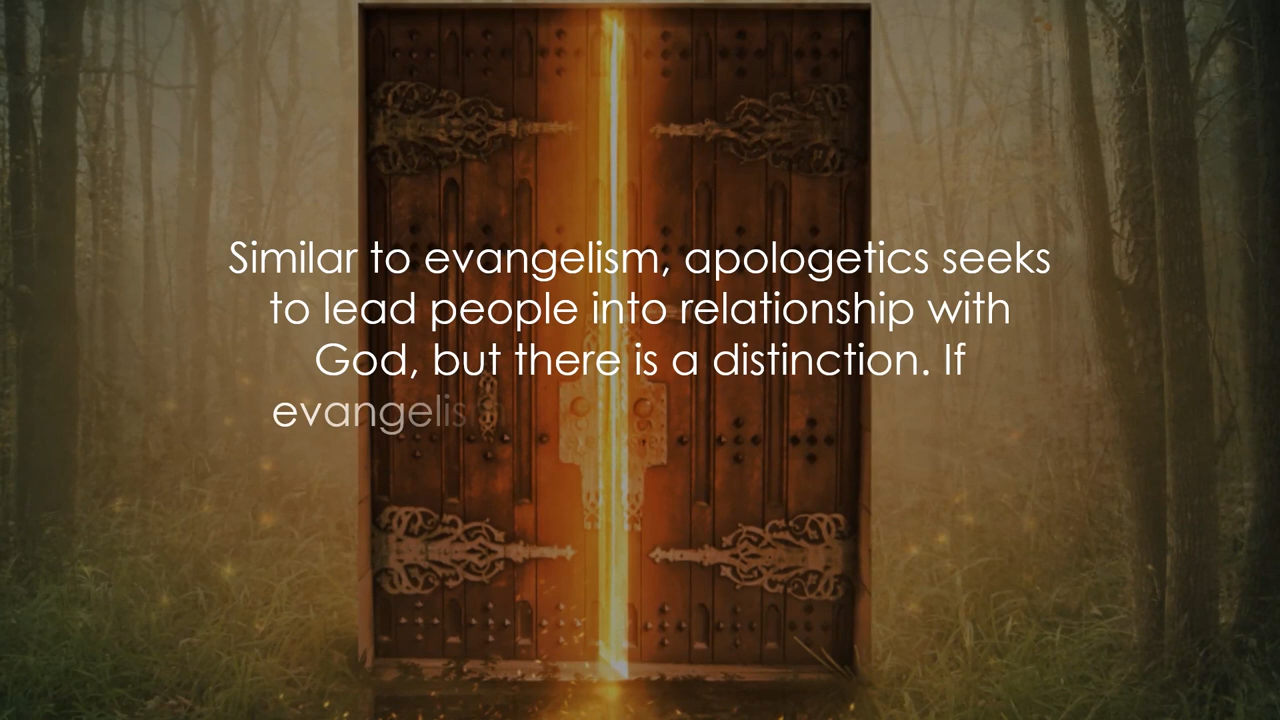 Similar to evangelism, apologetics seeks
to lead people into relationship with
God, but there is a distinction. If
evangelis